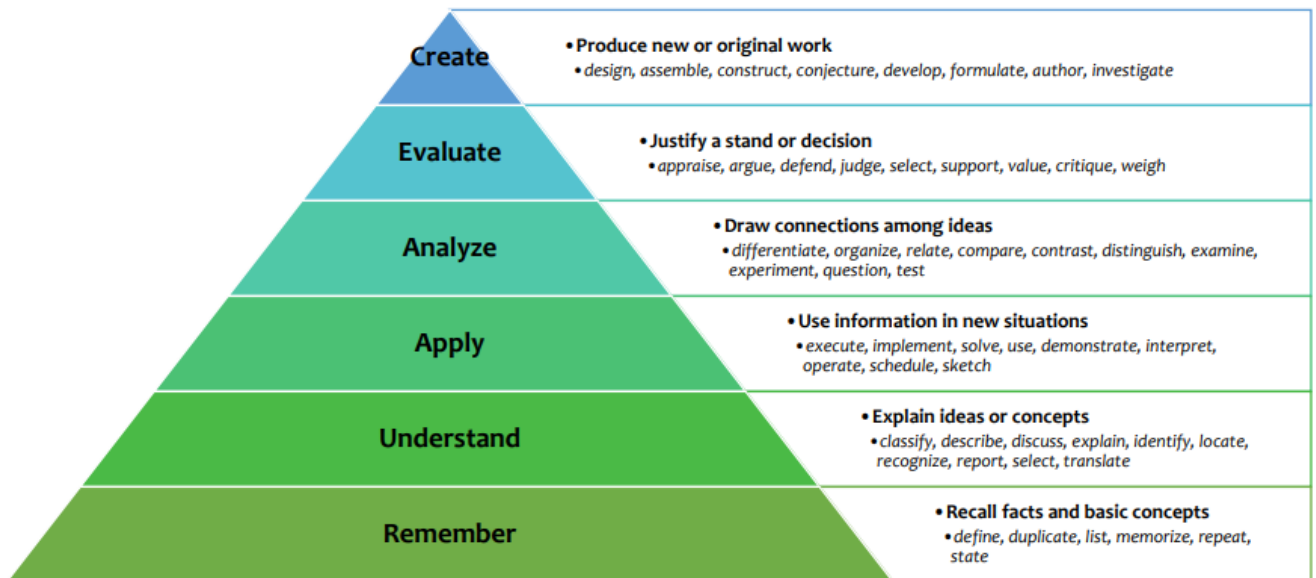 Create
• Produce new or original work
• design, assemble, construct, conjecture, develop, formulate, author, investigate
Evaluate
• Justify a stand or decision
• appraise, argue, defend, judge, select, support, value, critique, weigh
Analyze
• Draw connections among ideas
• differentiate, organize, relate, compare, contrast, distinguish, examine,
experiment, question, test
Apply
• Use information in new situations
• execute, implement, solve, use, demonstrate, interpret,
operate, schedule, sketch
Understand
• Explain ideas or concepts
• classify, describe, discuss, explain, identify, locate,
recognize, report, select, translate
Remember
• Recall facts and basic concepts
• define, duplicate, list, memorize, repeat,
state